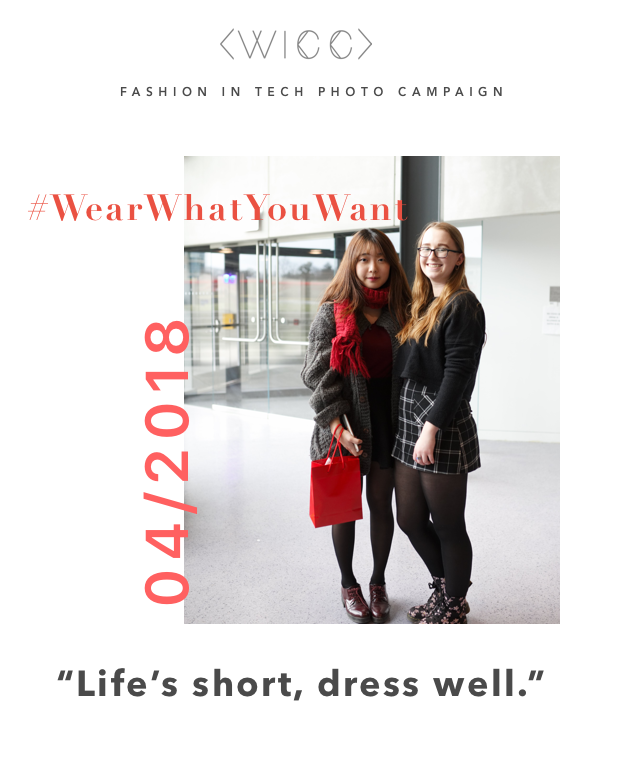 <WICC>
FASHION IN TECH PHOTO CAMPAIGN
#WearWhatYouWant
04/2018
“Life’s short, dress well.”